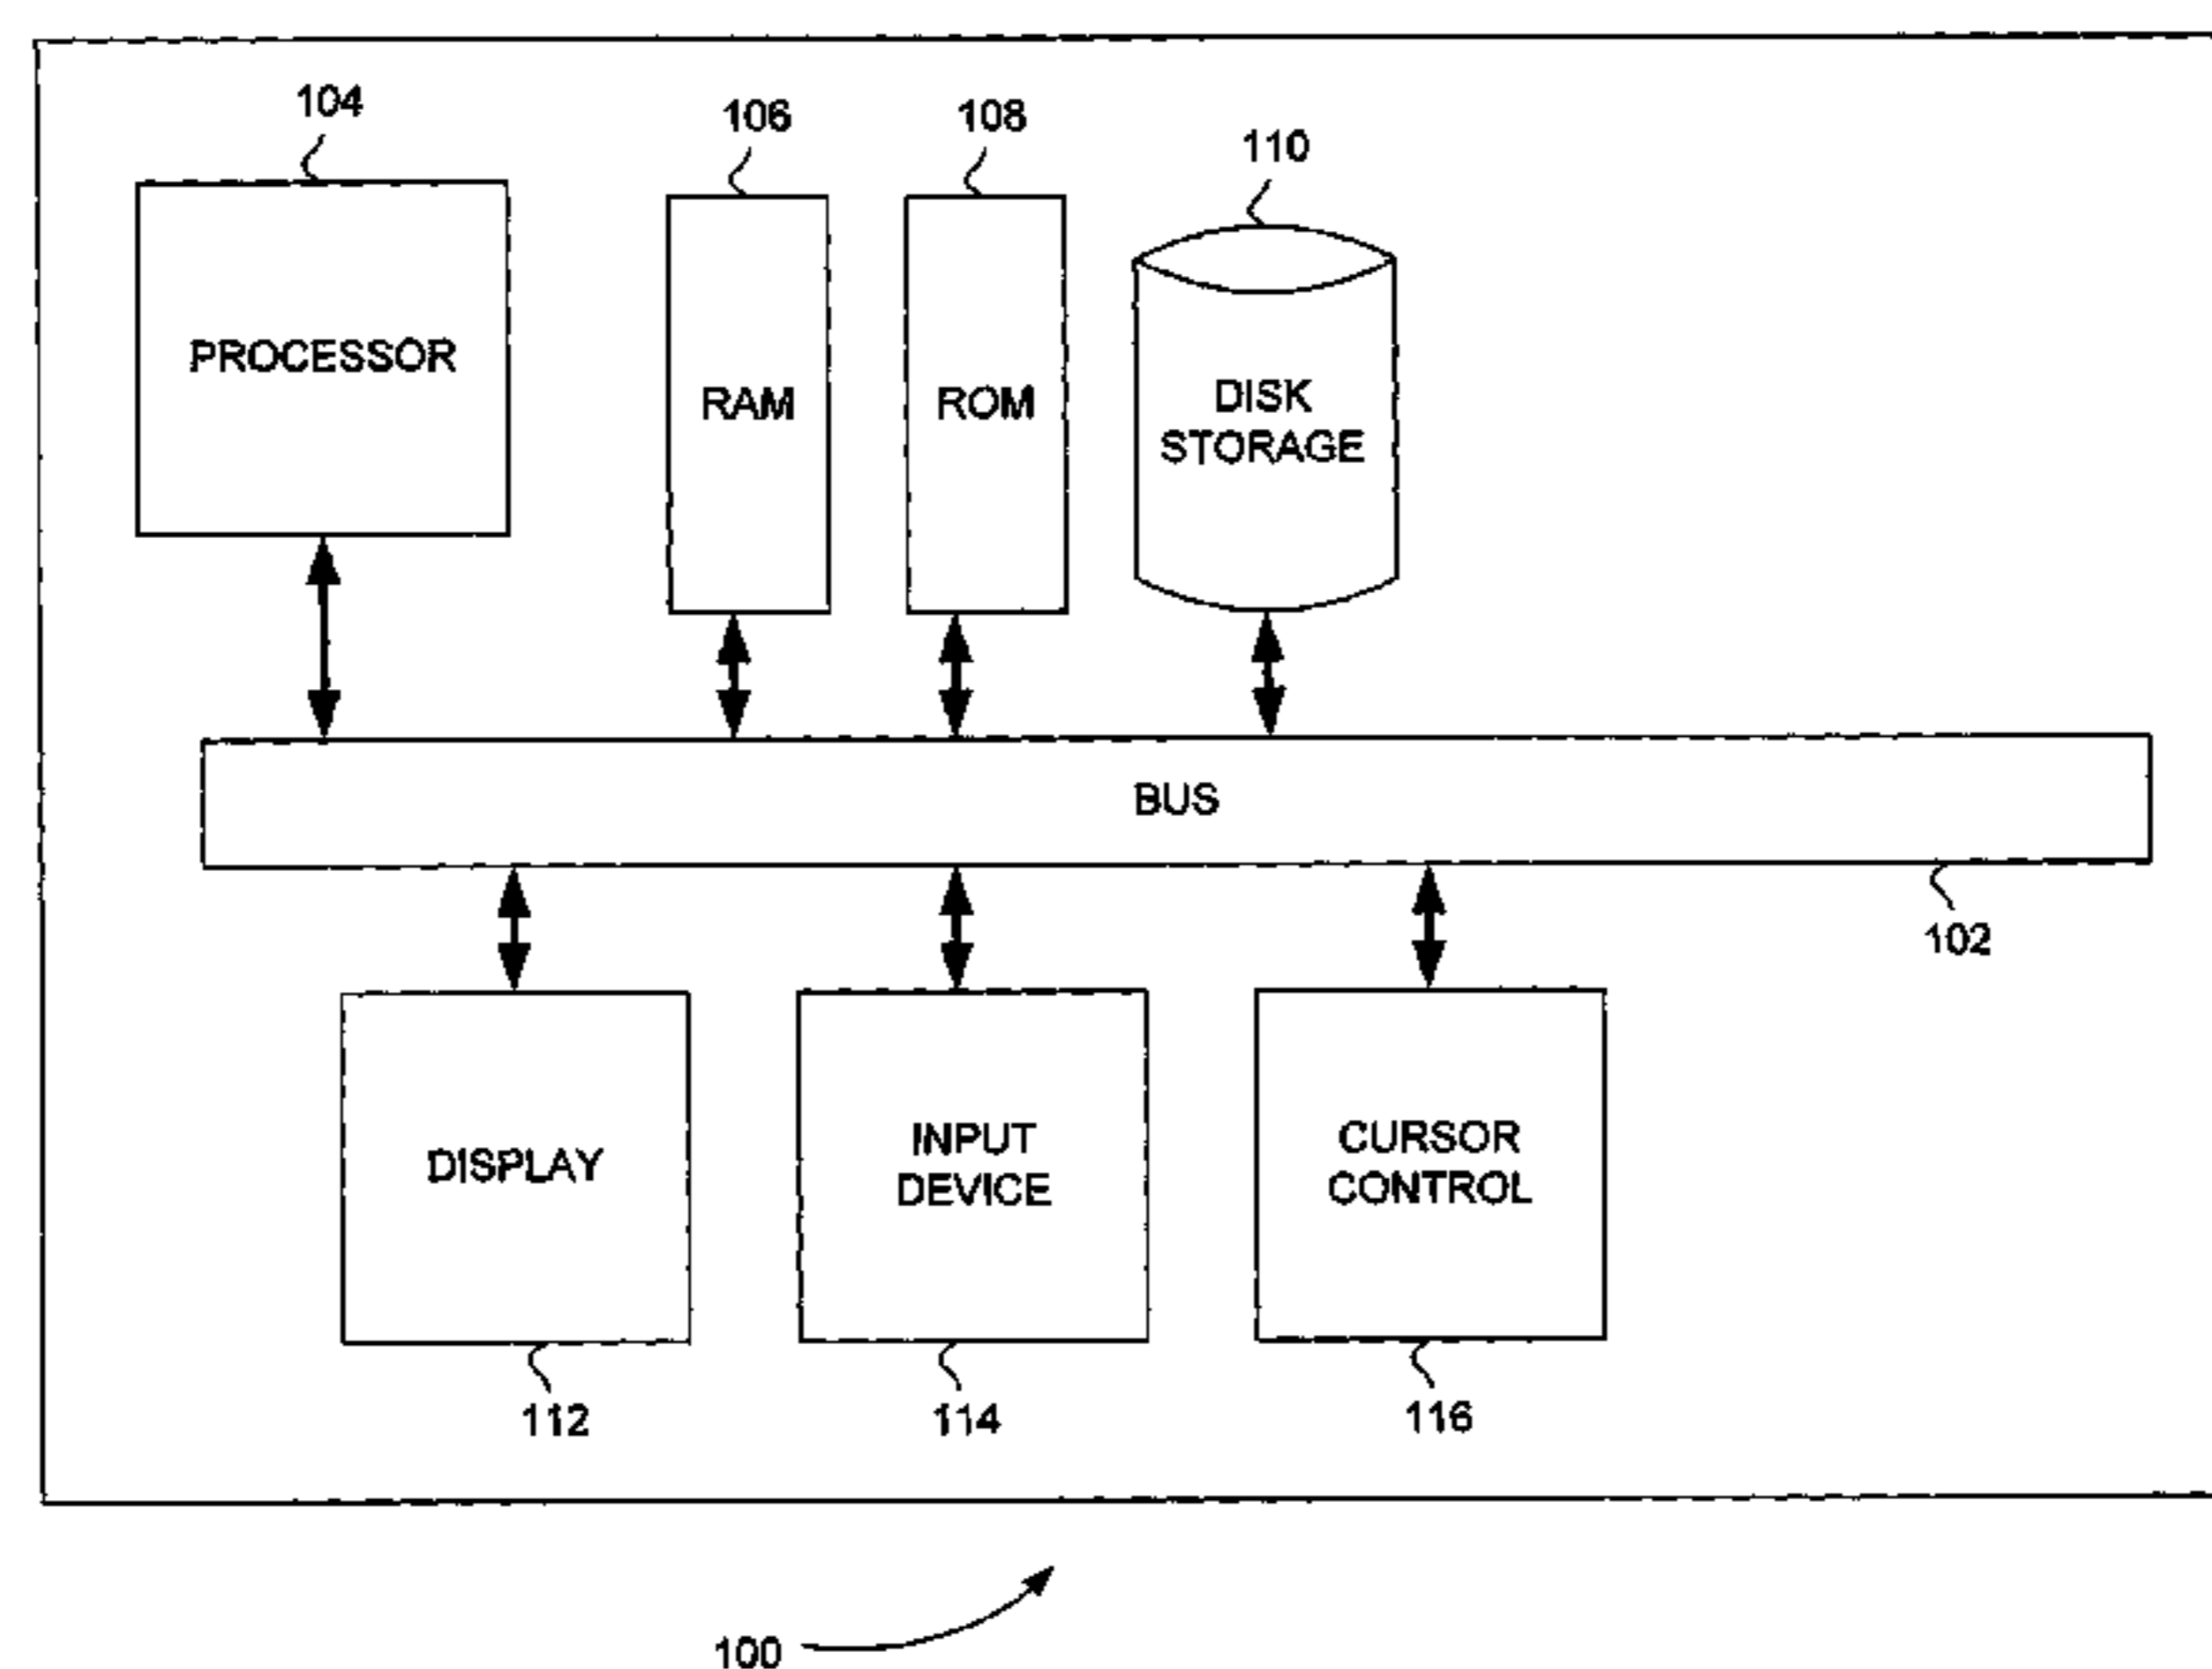 104
106
108
110
PROCESSOR
RAM
ROM
DISK
STORAGE
BUS
102
DISPLAY
INPUT
DEVICE
CURSOR
CONTROL
112
114
116
100